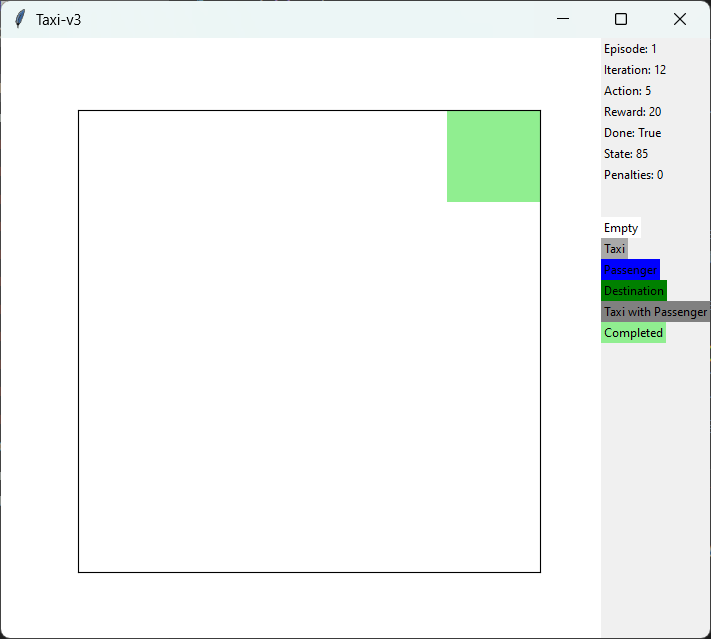 Taxi-v3
Episode: 1
Iteration: 12
Action: 5
Reward: 20
Done: True
State: 85
Penalties: 0
Empty
Taxi
Passenger
Destination
Taxi with Passenger
Completed